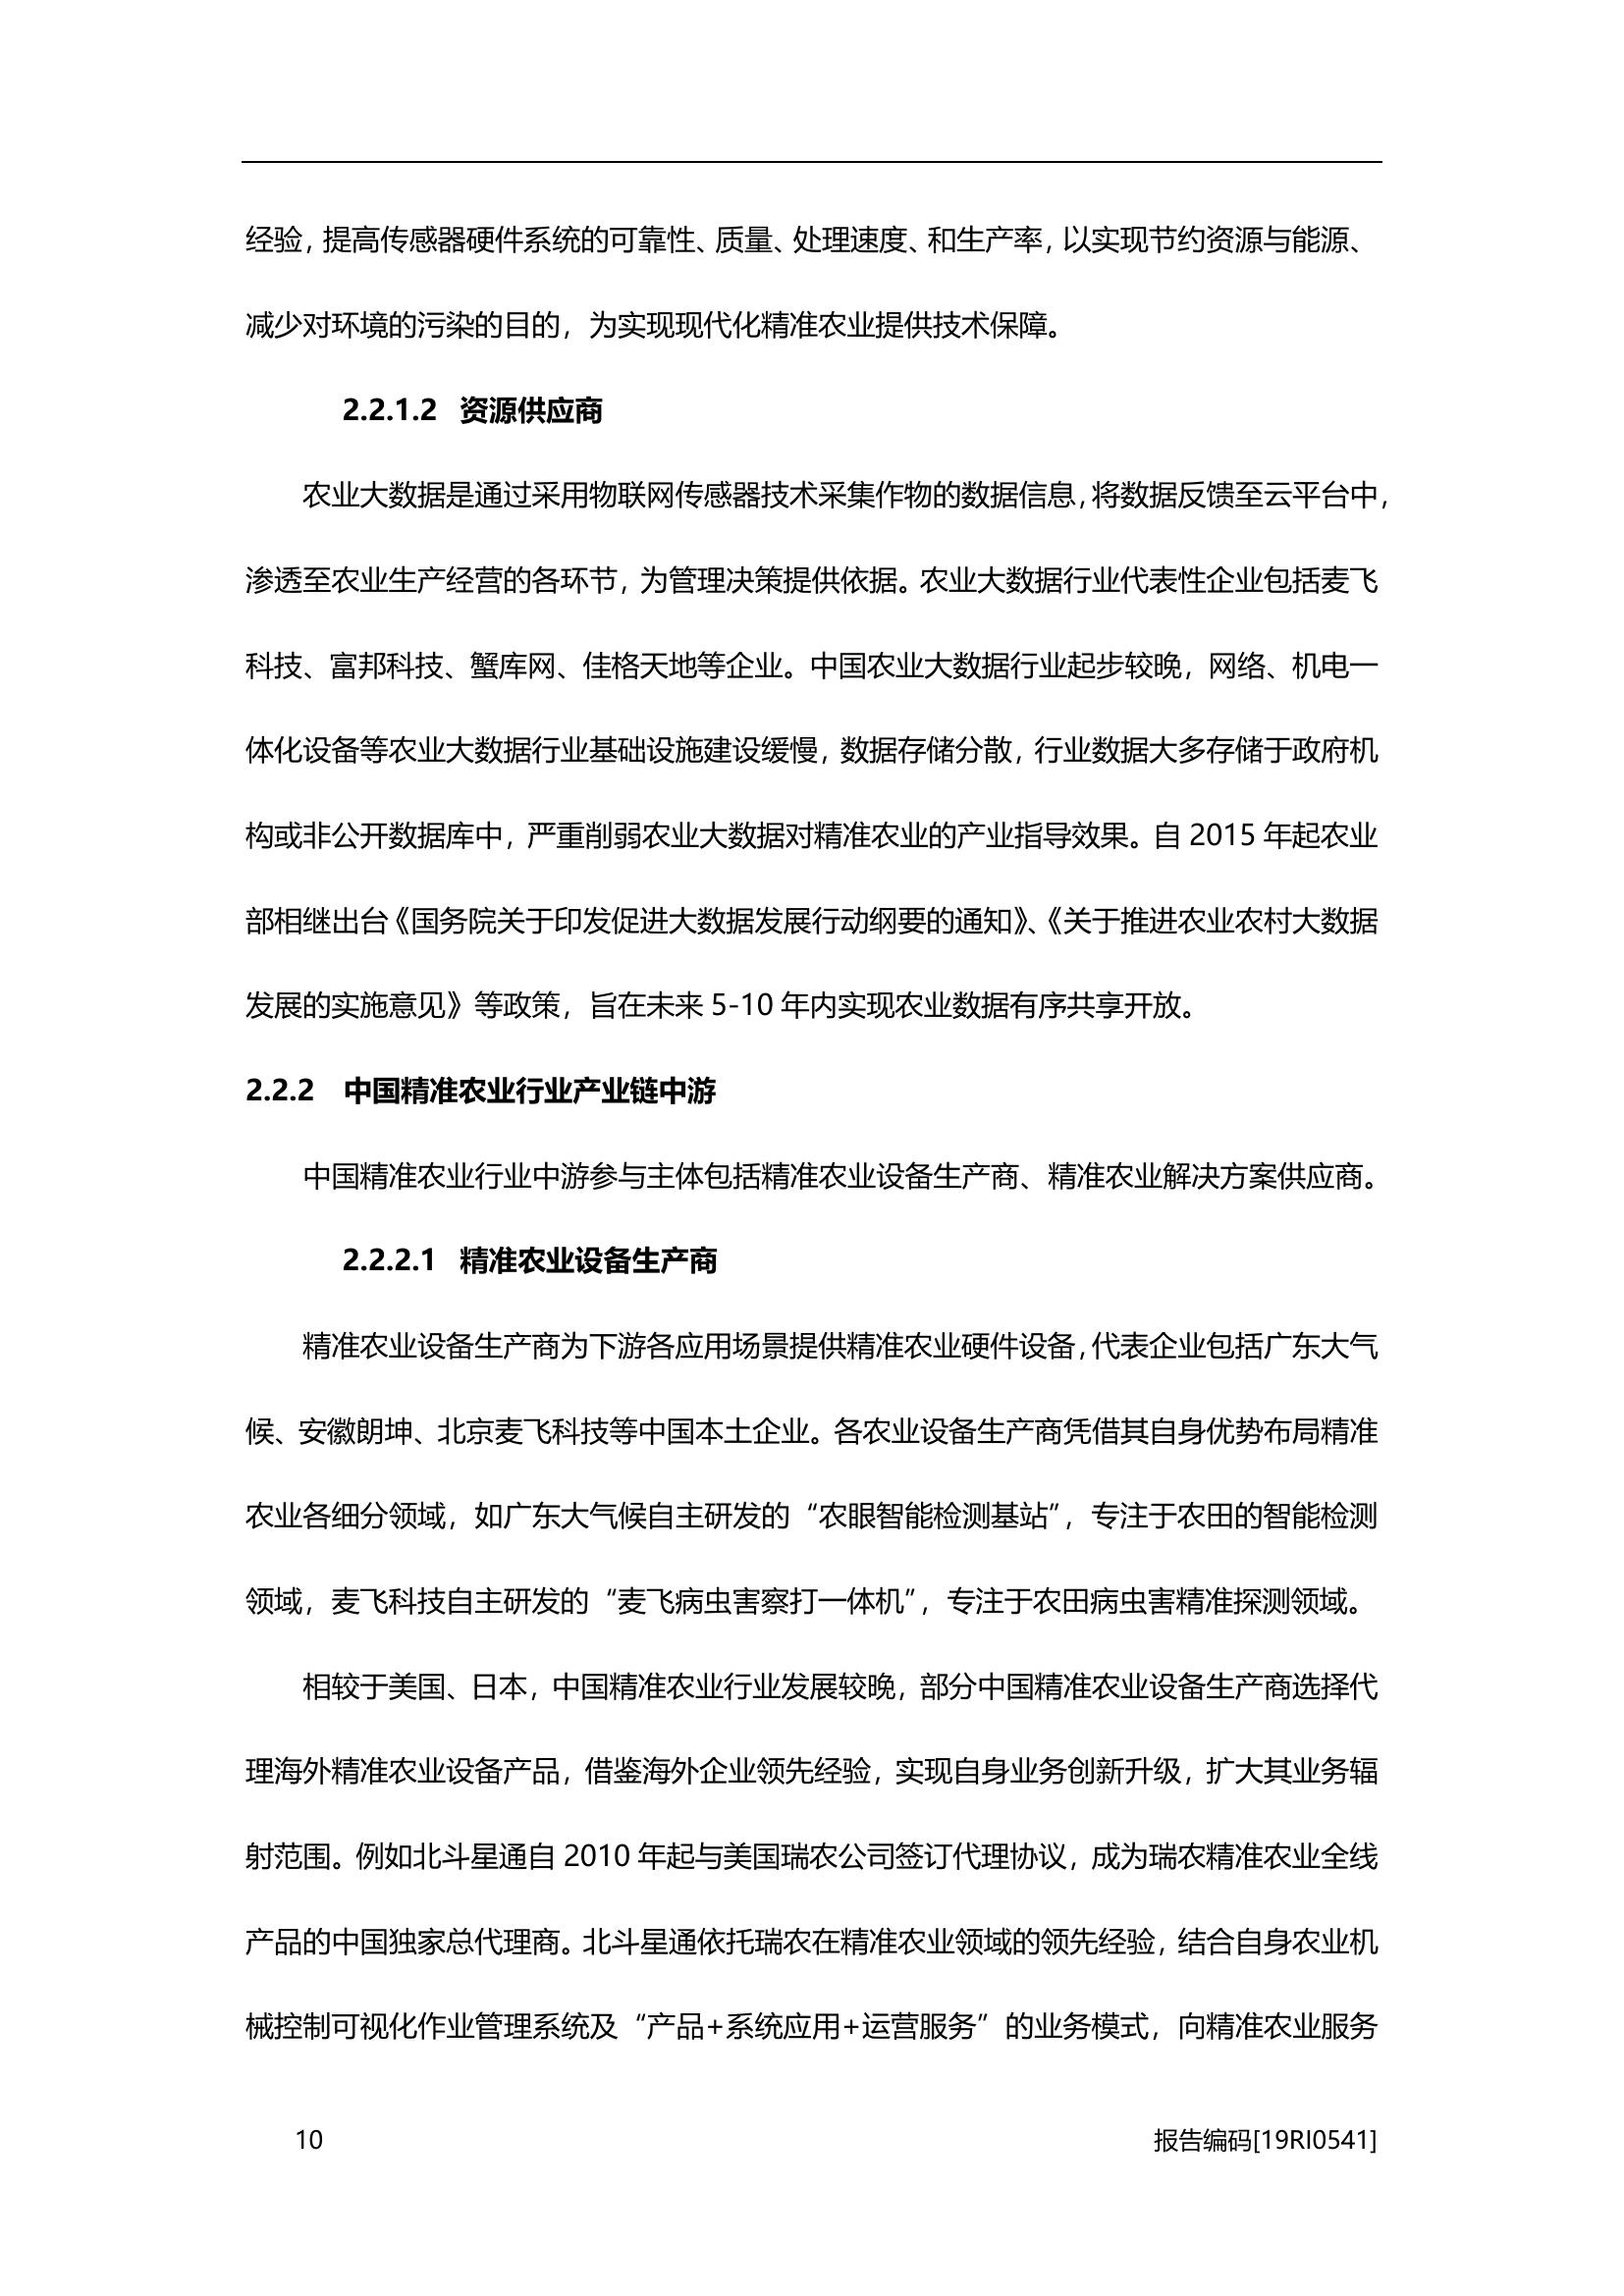 经验，提高传感器硬件系统的可靠性、质量、处理速度、和生产率，以实现节约资源与能源、
减少对环境的污染的目的，为实现现代化精准农业提供技术保障。
2.2.1.2 资源供应商
农业大数据是通过采用物联网传感器技术采集作物的数据信息，将数据反馈至云平台中，
渗透至农业生产经营的各环节，为管理决策提供依据。农业大数据行业代表性企业包括麦飞
科技、富邦科技、蟹库网、佳格天地等企业。中国农业大数据行业起步较晚，网络、机电一
体化设备等农业大数据行业基础设施建设缓慢，数据存储分散，行业数据大多存储于政府机
构或非公开数据库中，严重削弱农业大数据对精准农业的产业指导效果。自 2015 年起农业
部相继出台《国务院关于印发促进大数据发展行动纲要的通知》、《关于推进农业农村大数据
发展的实施意见》等政策，旨在未来 5-10 年内实现农业数据有序共享开放。
2.2.2 中国精准农业行业产业链中游
中国精准农业行业中游参与主体包括精准农业设备生产商、精准农业解决方案供应商。
2.2.2.1 精准农业设备生产商
精准农业设备生产商为下游各应用场景提供精准农业硬件设备，代表企业包括广东大气
候、安徽朗坤、北京麦飞科技等中国本土企业。各农业设备生产商凭借其自身优势布局精准
农业各细分领域，如广东大气候自主研发的“农眼智能检测基站”，专注于农田的智能检测
领域，麦飞科技自主研发的“麦飞病虫害察打一体机”，专注于农田病虫害精准探测领域。
相较于美国、日本，中国精准农业行业发展较晚，部分中国精准农业设备生产商选择代
理海外精准农业设备产品，借鉴海外企业领先经验，实现自身业务创新升级，扩大其业务辐
射范围。例如北斗星通自 2010 年起与美国瑞农公司签订代理协议，成为瑞农精准农业全线
产品的中国独家总代理商。北斗星通依托瑞农在精准农业领域的领先经验，结合自身农业机
械控制可视化作业管理系统及“产品+系统应用+运营服务”的业务模式，向精准农业服务
10 报告编码[19RI0541]